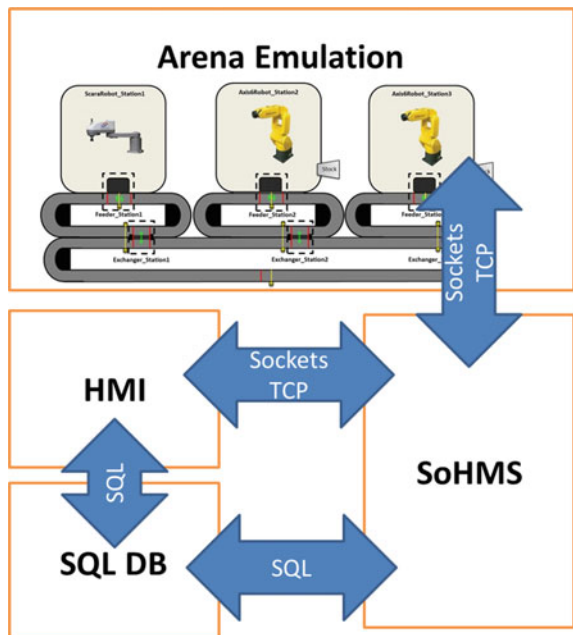 Arena Emulation
ScaraRobot_Station1
Axis6Robot_Station2
Axis6Robot_Station3
Stock
Stock
Feeder_Station1
Feeder_Station2
Exchanger_Station1
Exchanger_Station2
Sockets
TCP
Sockets
TCP
HMI
SQL
SoHMS
SQL DB
SQL